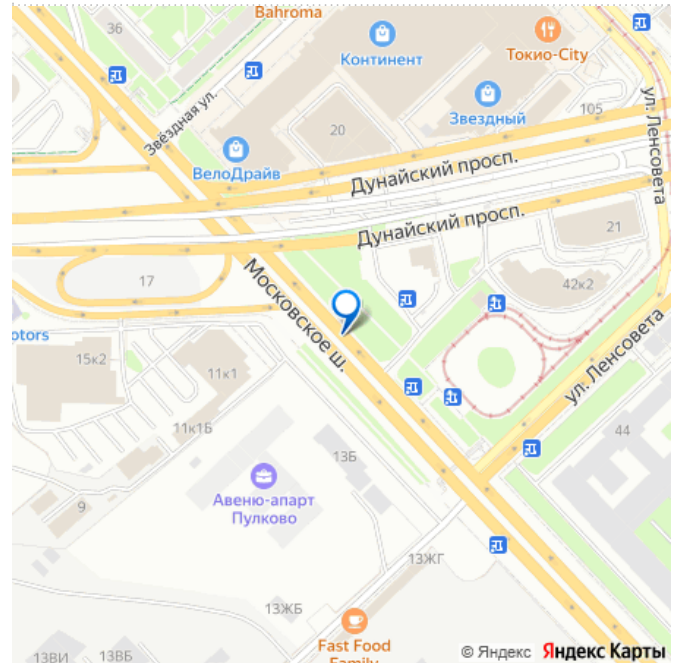 Bahroma
36
Континент
Токио-City
Звёздная ул.
20
Звездный
105
ул. Ленсовета
ВелоДрайв
Дунайский просп.
Дунайский просп.
21
17
Московское ш.
42к2
otors
15к2
11к1
ул. Ленсовета
11к1Б
13Б
44
Авеню-апарт
Пулково
9
13ЖГ
13ЖБ
Fast Food
Family
13ВИ
13ВБ
© Яндекс Яндекс Карты